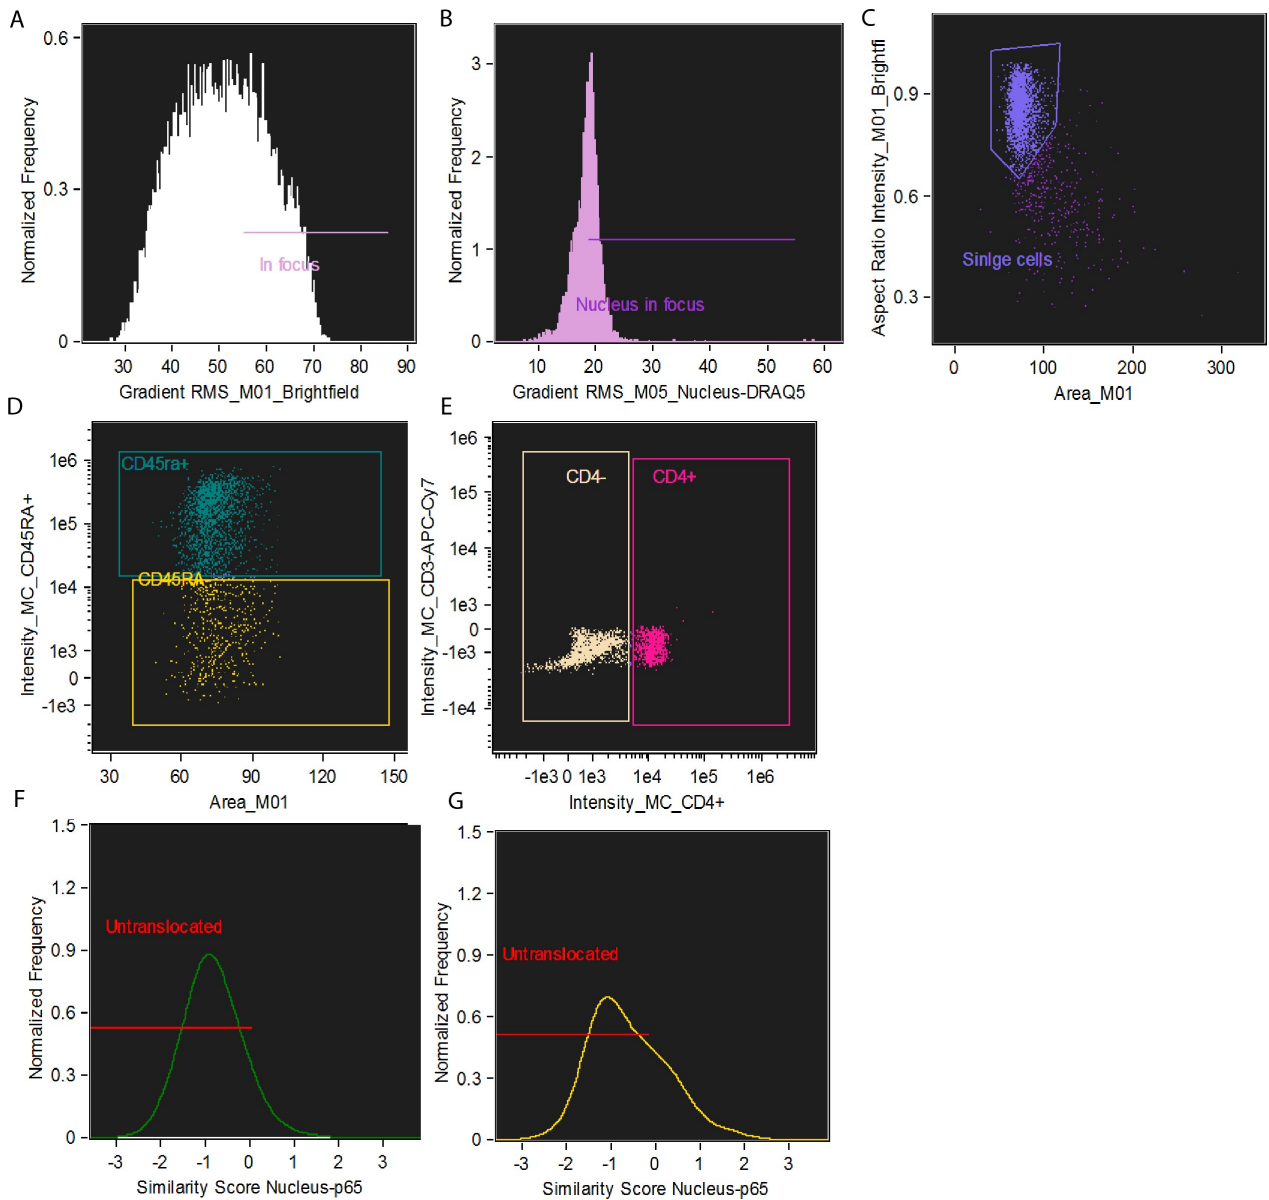 A
Normalized Frequency
0.6
0.3
0
In focus
30 40 50 60 70 80 90
Gradient RMS_M01_Brightfield
B
Normalized Frequency
3
2
1
0
Nucleus in focus
10 20 30 40 50 60
Gradient RMS_M05_Nucleus-DRAQ5
C
Aspect Ratio Intensity_M01_Brightfi
0.9
0.6
0.3
Sinlge cells
0 100 200 300
Area_M01
D
Intensity_MC_CD45RA+
1e6
1e5
1e4
1e3
0
-1e3
CD45ra+
CD45RA-
30 60 90 120 150
Area_M01
E
Intensity_MC_CD3-APC-Cy7
1e6
1e5
1e4
1e3
0
-1e3
-1e4
CD4-
CD4+
-1e3 0 1e3 1e4 1e5 1e6
Intensity_MC_CD4+
F
Normalized Frequency
1.5
1.2
0.9
0.6
0.3
0
Untranslocated
-3 -2 -1 0 1 2 3
Similarity Score Nucleus-p65
G
Normalized Frequency
1.5
1.2
0.9
0.6
0.3
0
Untranslocated
-3 -2 -1 0 1 2 3
Similarity Score Nucleus-p65